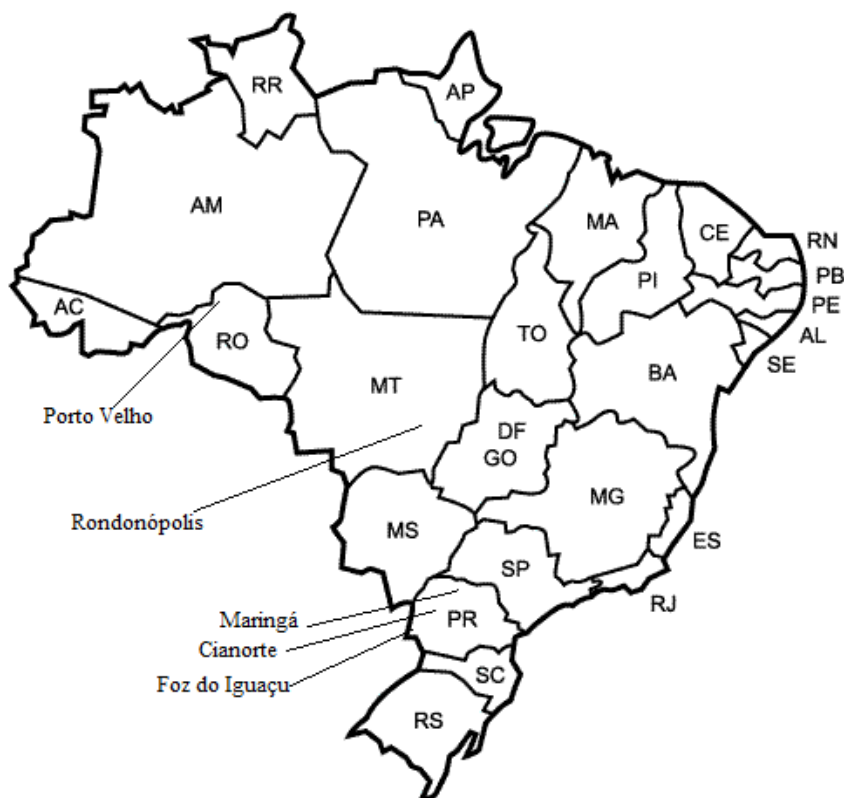 RR
AP
AM
PA
MA
CE
RN
PI
PB
AC
PE
TO
AL
RO
SE
BA
MT
Porto Velho
DF
GO
MG
Rondonópolis
MS
ES
SP
RJ
Maringá
PR
Cianorte
SC
Foz do Iguaçu
RS